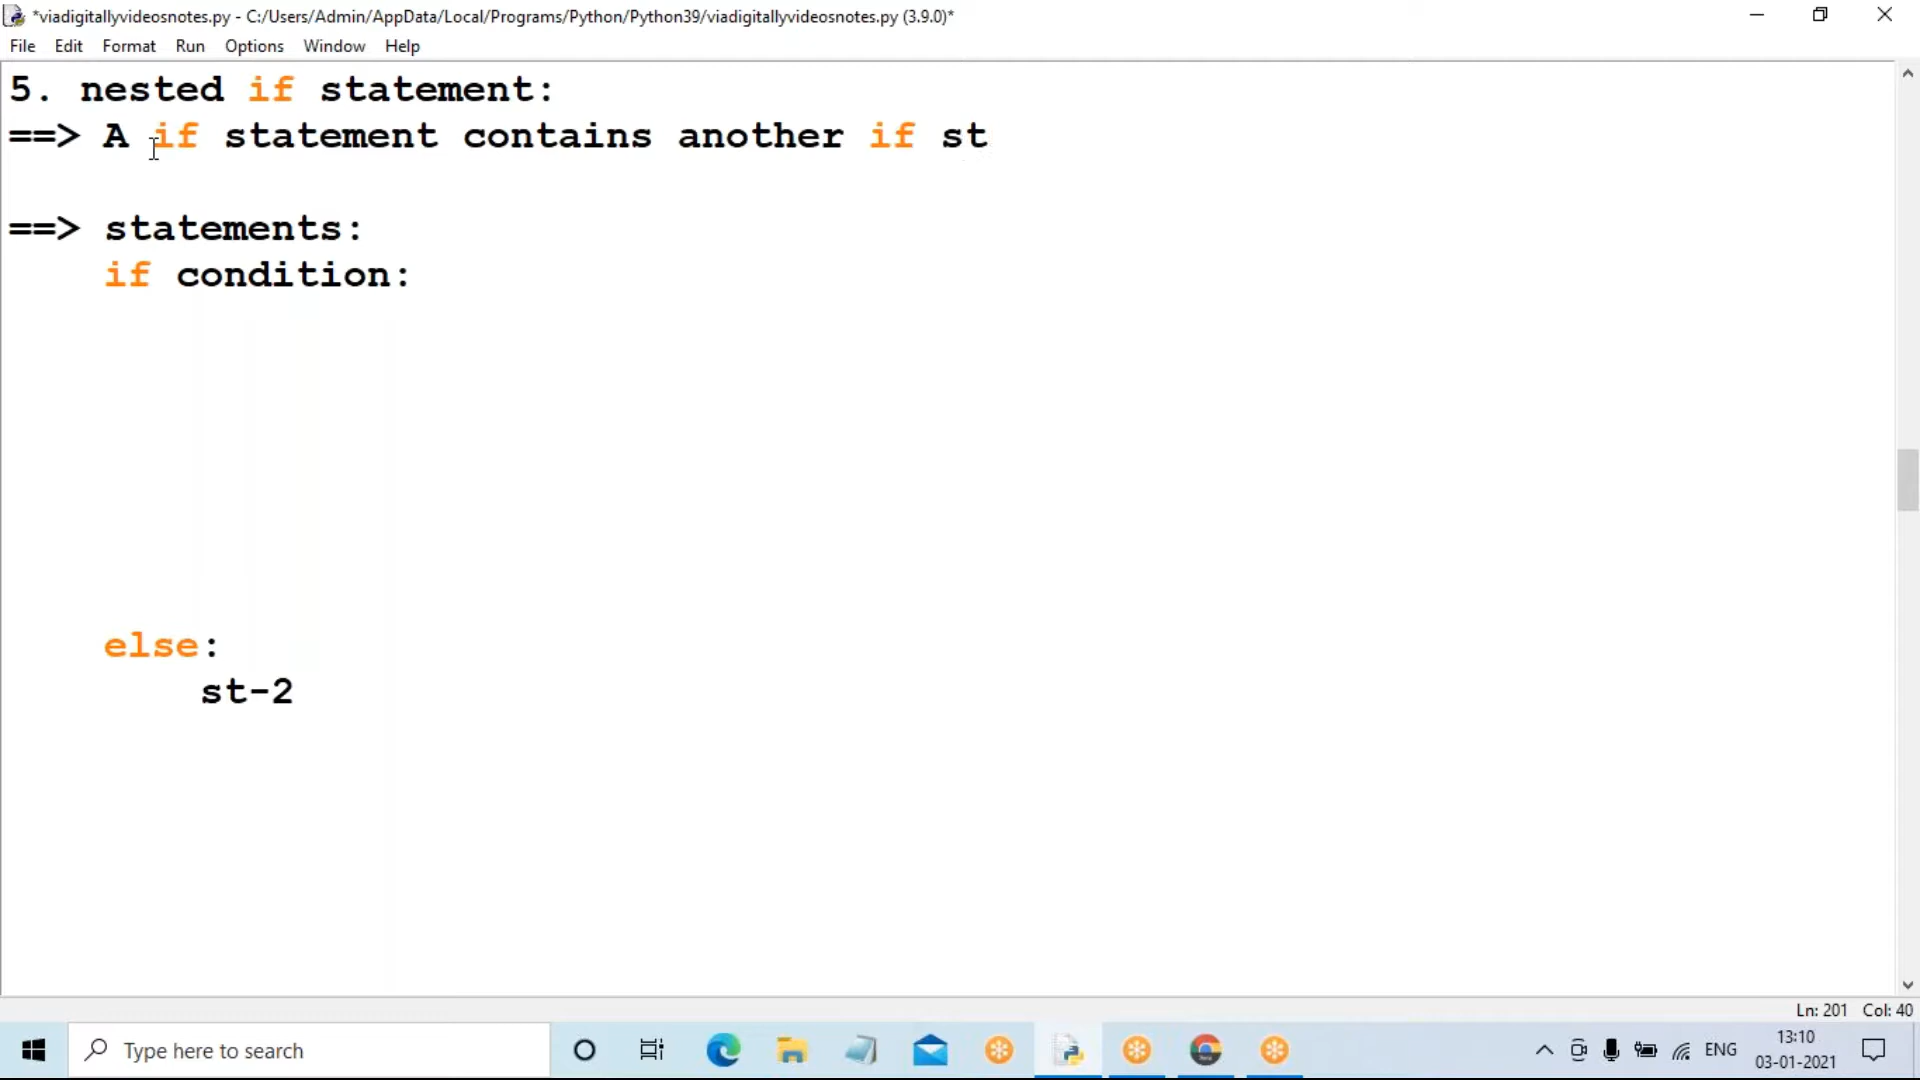 *viadigitallyvideosnotes.py - C:/Users/Admin/AppData/Local/Programs/Python/Python39/viadigitallyvideosnotes.py (3.9.0)*
File Edit Format Run Options Window Help
5. nested if statement:
==> A if statement contains another if st
==> statements:
if condition:
else:
st-2
Ln: 201 Col: 40
Type here to search
ENG
13:10
03-01-2021